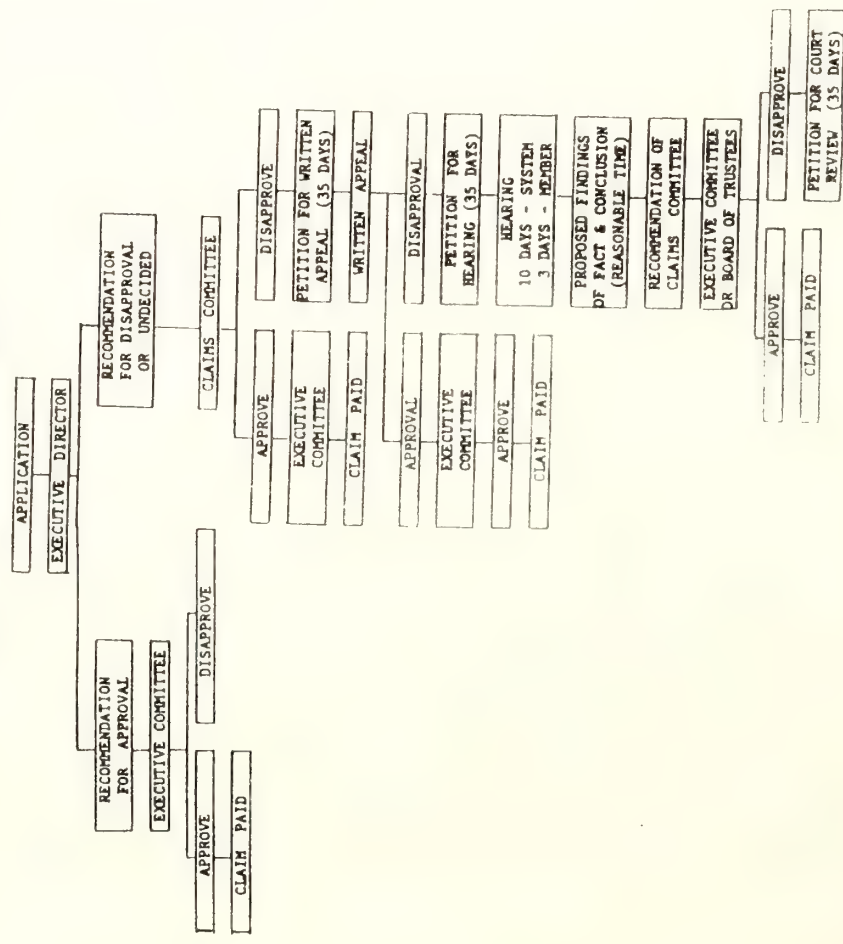 APPLICATION
EXECUTIVE DIRECTOR
RECOMMENDATION
FOR APPROVAL
EXECUTIVE COMMITTEE
APPROVE
CLAIM PAID
DISAPPROVE
RECOMMENDATION
FOR DISAPPROVAL
OR UNDECIDED
CLAIMS COMMITTEE
APPROVE
EXECUTIVE
COMMITTEE
CLAIM PAID
DISAPPROVE
PETITION FOR WRITTEN
APPEAL (35 DAYS)
WRITTEN APPEAL
APPROVAL
EXECUTIVE
COMMITTEE
APPROVE
CLAIM PAID
DISAPPROVAL
PETITION FOR
HEARING (35 DAYS)
HEARING
10 DAYS - SYSTEM
3 DAYS - MEMBER
PROPOSED FINDINGS
OF FACT & CONCLUSION
(REASONABLE TIME)
RECOMMENDATION OF
CLAIMS COMMITTEE
EXECUTIVE COMMITTEE
OR BOARD OF TRUSTEES
APPROVE
CLAIM PAID
DISAPPROVE
PETITION FOR COURT
REVIEW (35 DAYS)